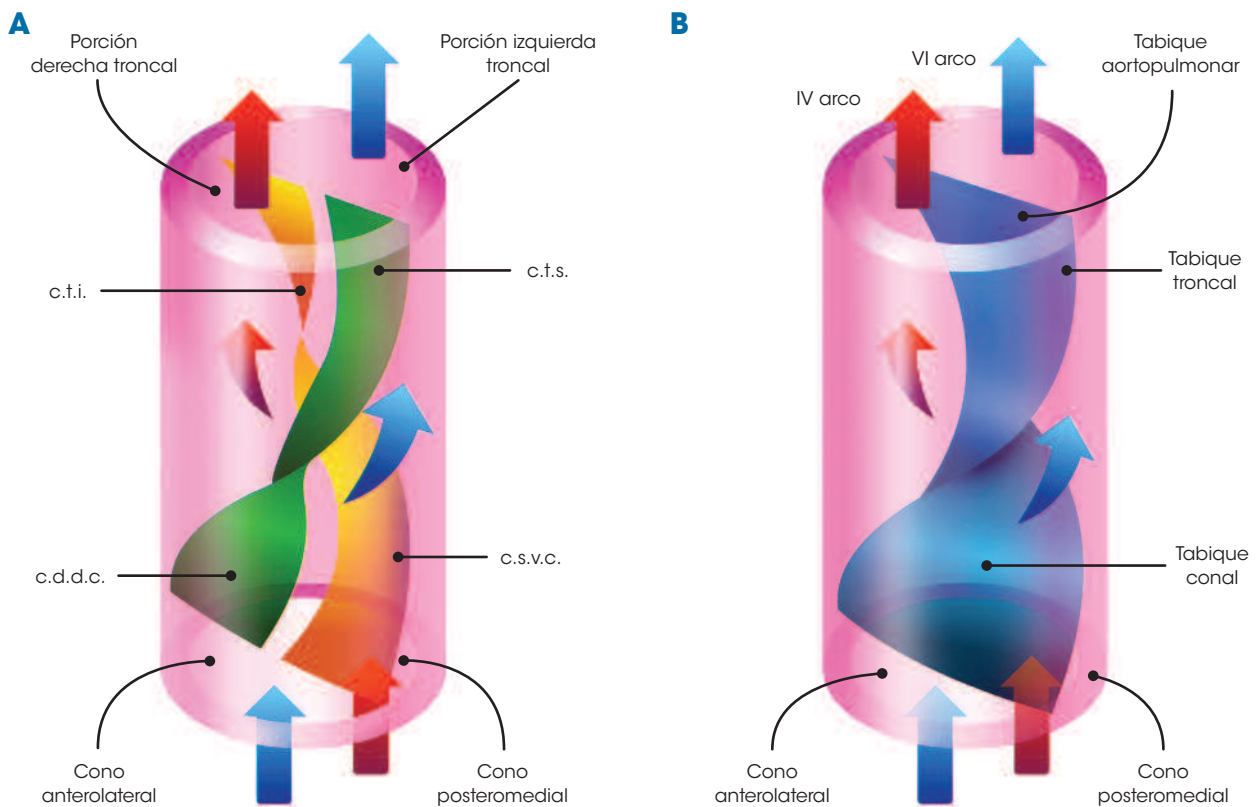 A
Porción
derecha troncal
Porción izquierda
troncal
c.t.i.
c.t.s.
c.d.d.c.
c.s.v.c.
Cono
anterolateral
Cono
posteromedial
B
VI arco
IV arco
Tabique
aortopulmonar
Tabique
troncal
Tabique
conal
Cono
anterolateral
Cono
posteromedial